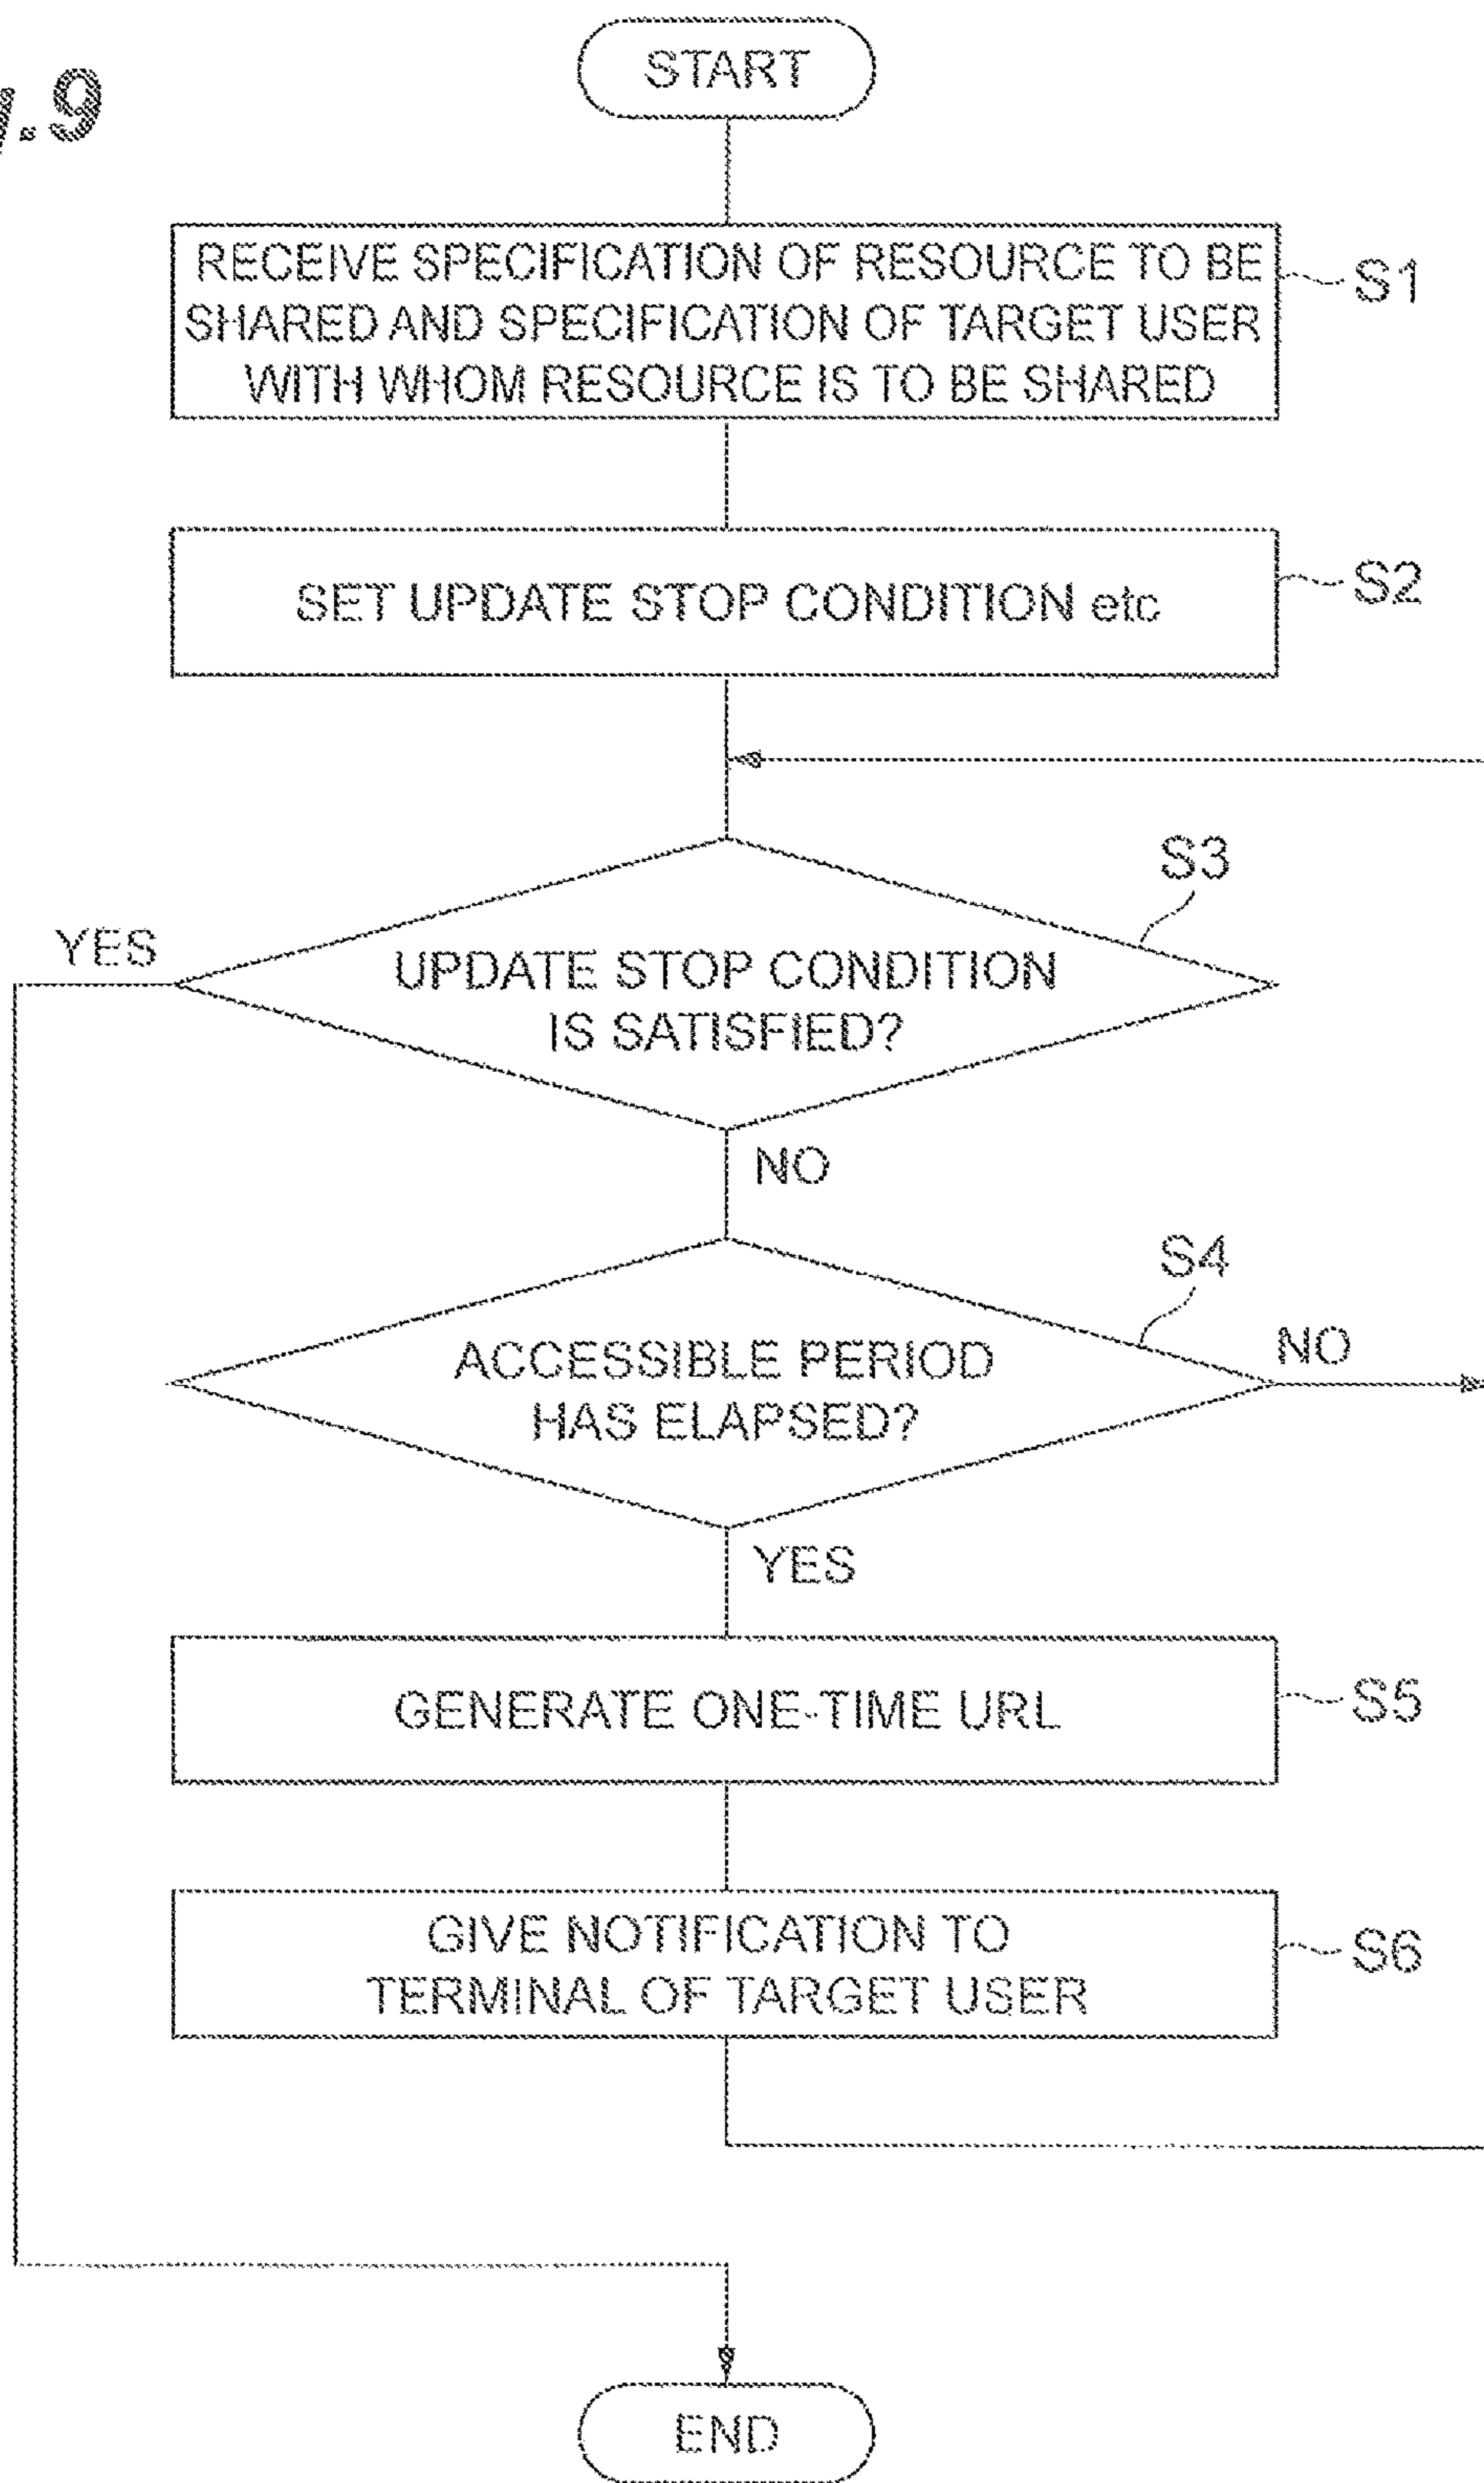 .9
START
RECEIVE SPECIFICATION OF RESOURCE TO BE
SHARED AND SPECIFICATION OF TARGET USER
WITH WHOM RESOURCE IS TO BE SHARED
S1
SET UPDATE STOP CONDITION etc
S2
S3
YES
UPDATE STOP CONDITION
IS SATISFIED?
NO
S4
NO
ACCESSIBLE PERIOD
HAS ELAPSED?
YES
GENERATE ONE-TIME URL
S5
GIVE NOTIFICATION TO
TERMINAL OF TARGET USER
S6
END